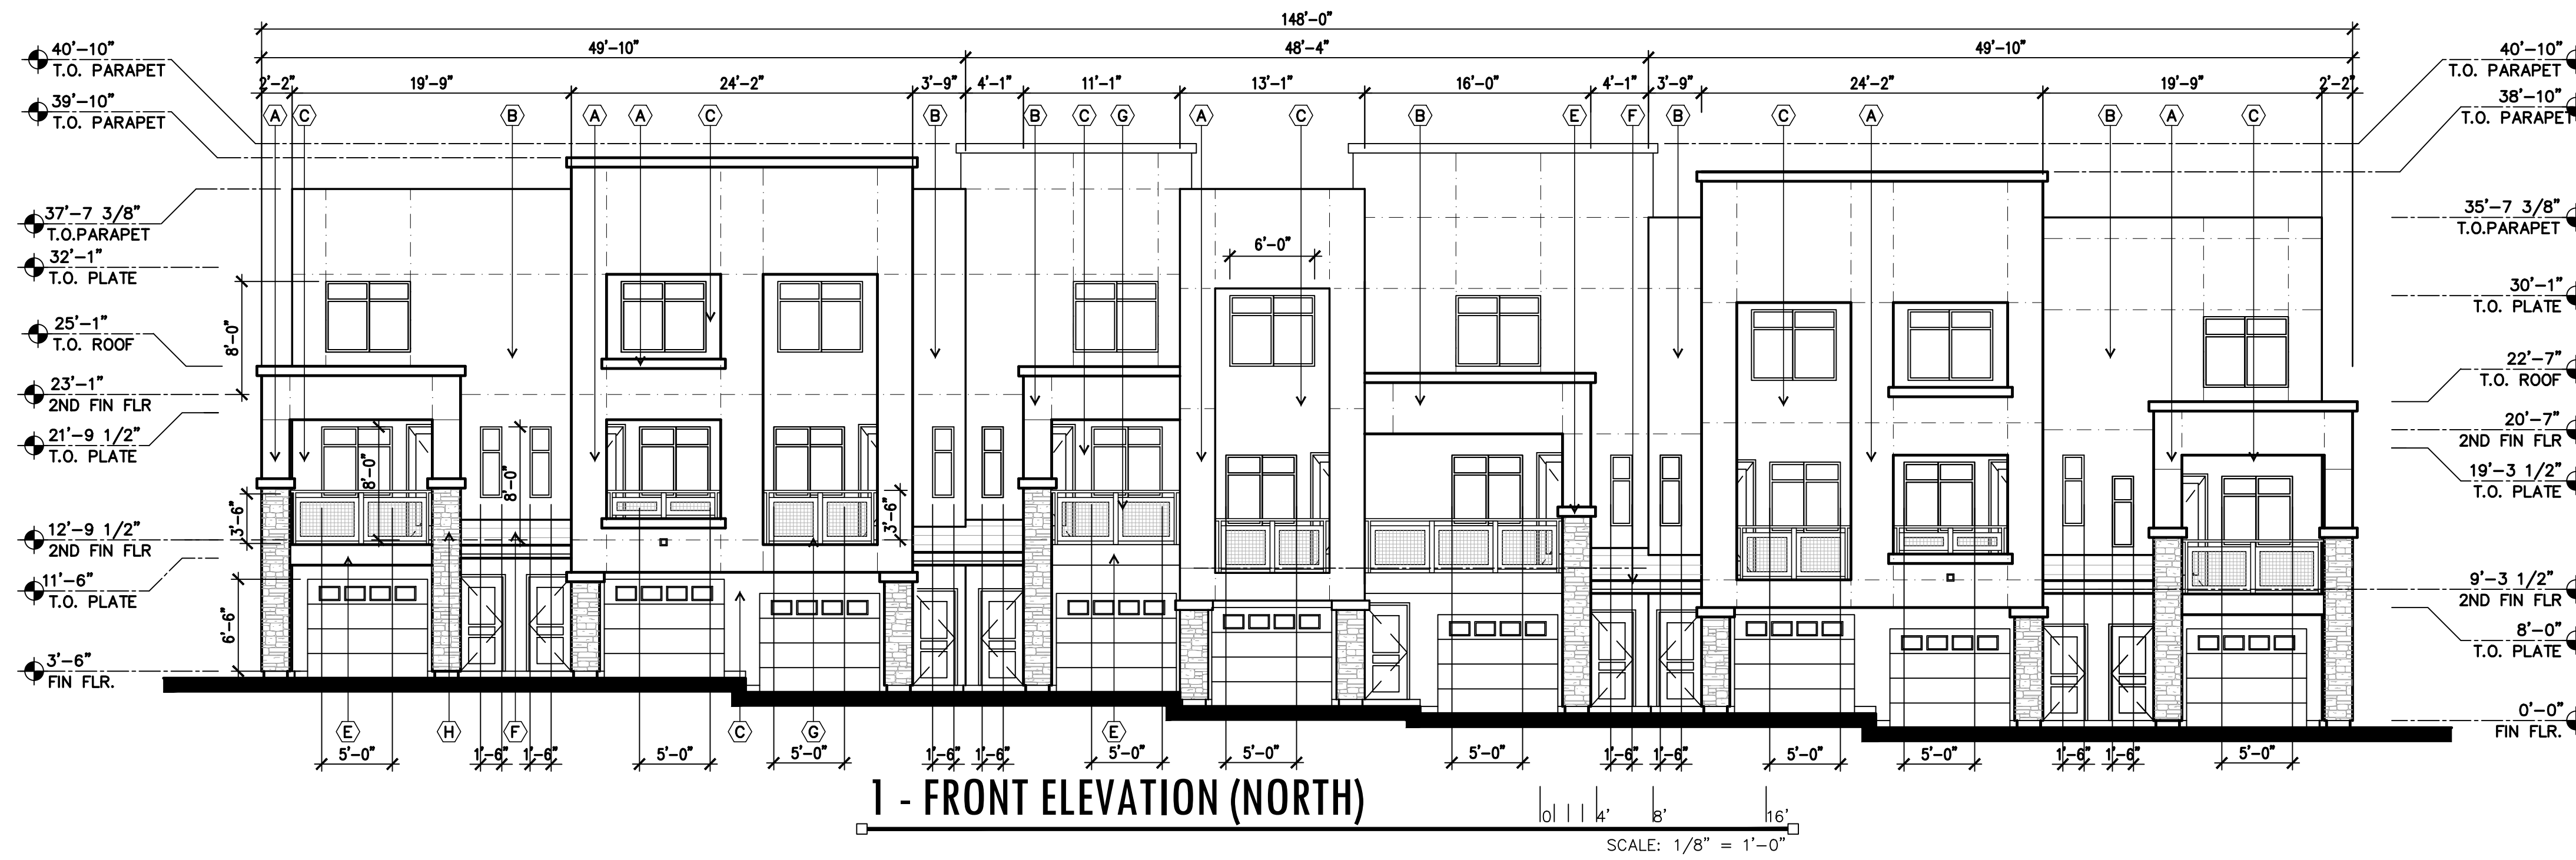 148'-0"
49'-10" 48'-4" 49'-10"
2'-2" 19'-9" 24'-2" 3'-9" 4'-1" 11'-1" 13'-1" 16'-0" 4'-1" 3'-9" 24'-2" 19'-9" 2'-2"
A C B A A C B B C G A C B E F B C A B A C
40'-10"
T.O. PARAPET
39'-10"
T.O. PARAPET
37'-7 3/8"
T.O.PARAPET
32'-1"
T.O. PLATE
25'-1"
T.O. ROOF
23'-1"
2ND FIN FLR
21'-9 1/2"
T.O. PLATE
12'-9 1/2"
2ND FIN FLR
11'-6"
T.O. PLATE
3'-6"
FIN FLR.
8'-0"
3'-6"
6'-6"
8'-0"
8'-0"
3'-6"
6'-0"
40'-10"
T.O. PARAPET
38'-10"
T.O. PARAPET
35'-7 3/8"
T.O.PARAPET
30'-1"
T.O. PLATE
22'-7"
T.O. ROOF
20'-7"
2ND FIN FLR
19'-3 1/2"
T.O. PLATE
9'-3 1/2"
2ND FIN FLR
8'-0"
T.O. PLATE
0'-0"
FIN FLR.
E H F C G E
5'-0" 1'-6" 1'-6" 5'-0" 5'-0" 1'-6" 1'-6" 5'-0" 5'-0" 5'-0" 1'-6" 1'-6" 5'-0" 5'-0" 1'-6" 1'-6" 5'-0"
1 - FRONT ELEVATION (NORTH)
0 4' 8' 16'
SCALE: 1/8" = 1'-0"